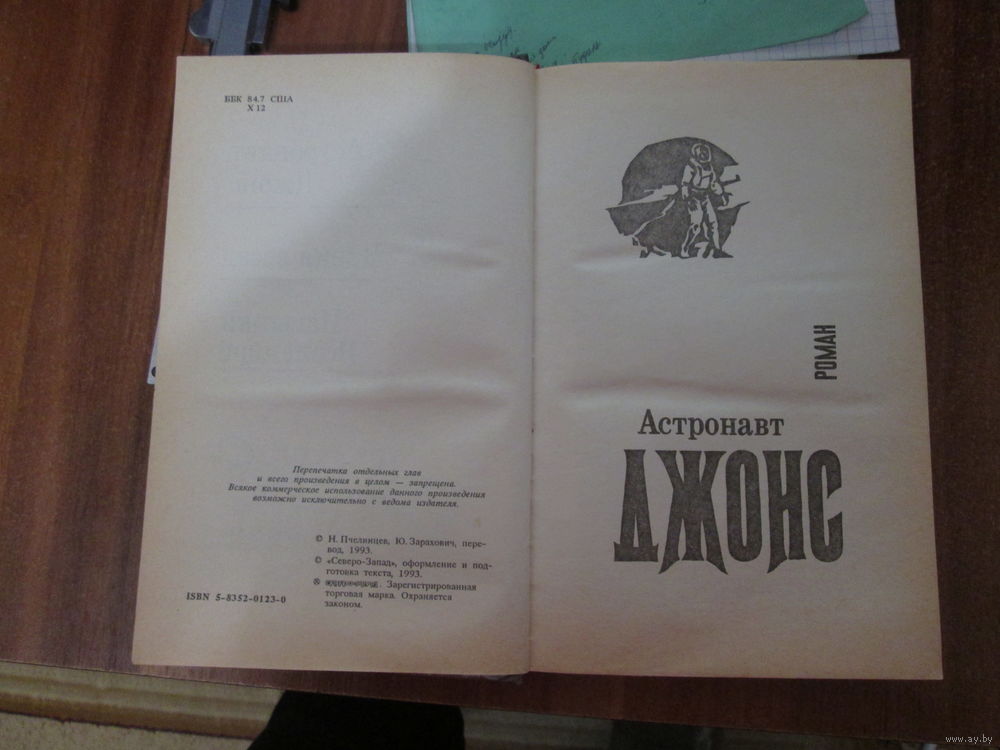 ББК 84.7 США
Х 12
Перепечатка отдельных глав
и всего произведения в целом — запрещена.
Всякое коммерческое использование данного произведения
возможно исключительно с ведома издателя.
© Н. Пчелинцев, Ю. Зарахович, пере-
вод, 1993.
© «Северо-Запад», оформление и под-
готовка текста, 1993.
Зарегистрированная
торговая марка. Охраняется
законом.
ISBN 5-8352-0123-0
РОМАН
Астронавт
ДЖОНС
www.ay.by